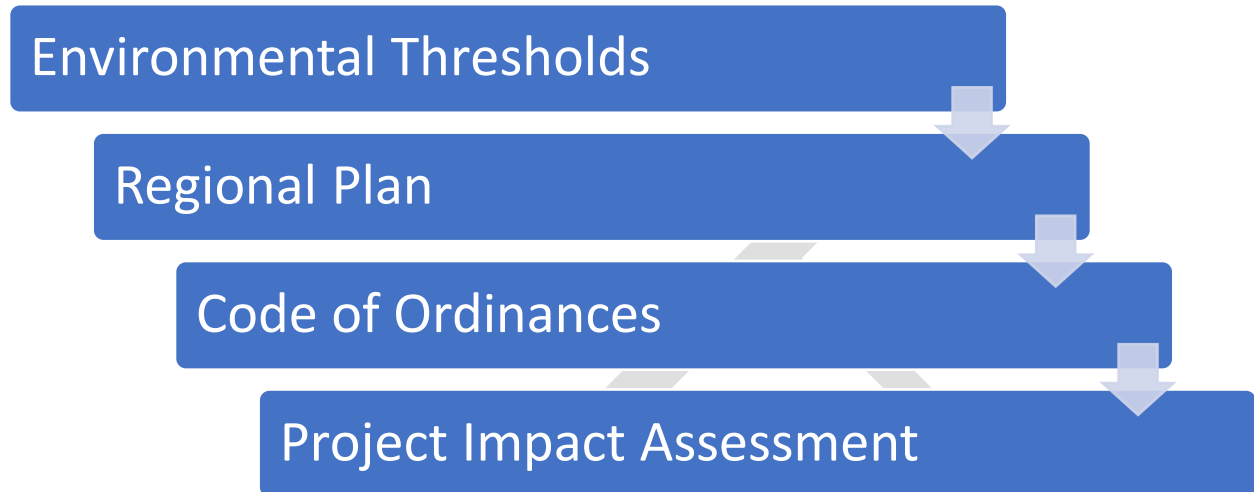 Environmental Thresholds
Regional Plan
Code of Ordinances
Project Impact Assessment